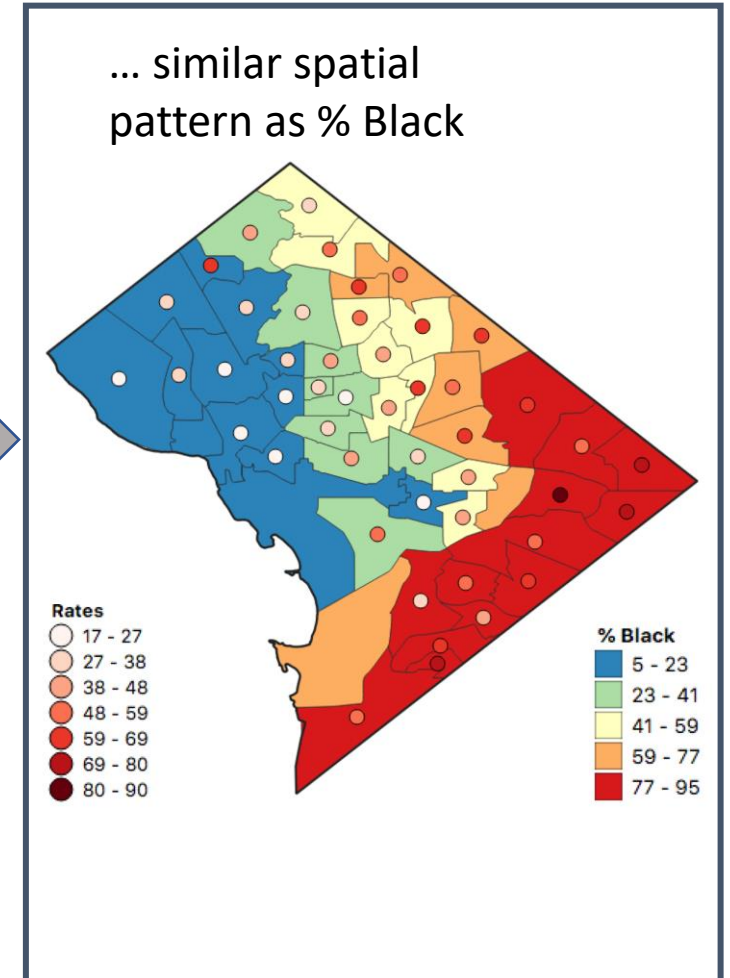 … similar spatial
pattern as % Black
Rates
17 - 27
27 - 38
38 - 48
48 - 59
59 - 69
69 - 80
80 - 90
% Black
5 - 23
23 - 41
41 - 59
59 - 77
77 - 95